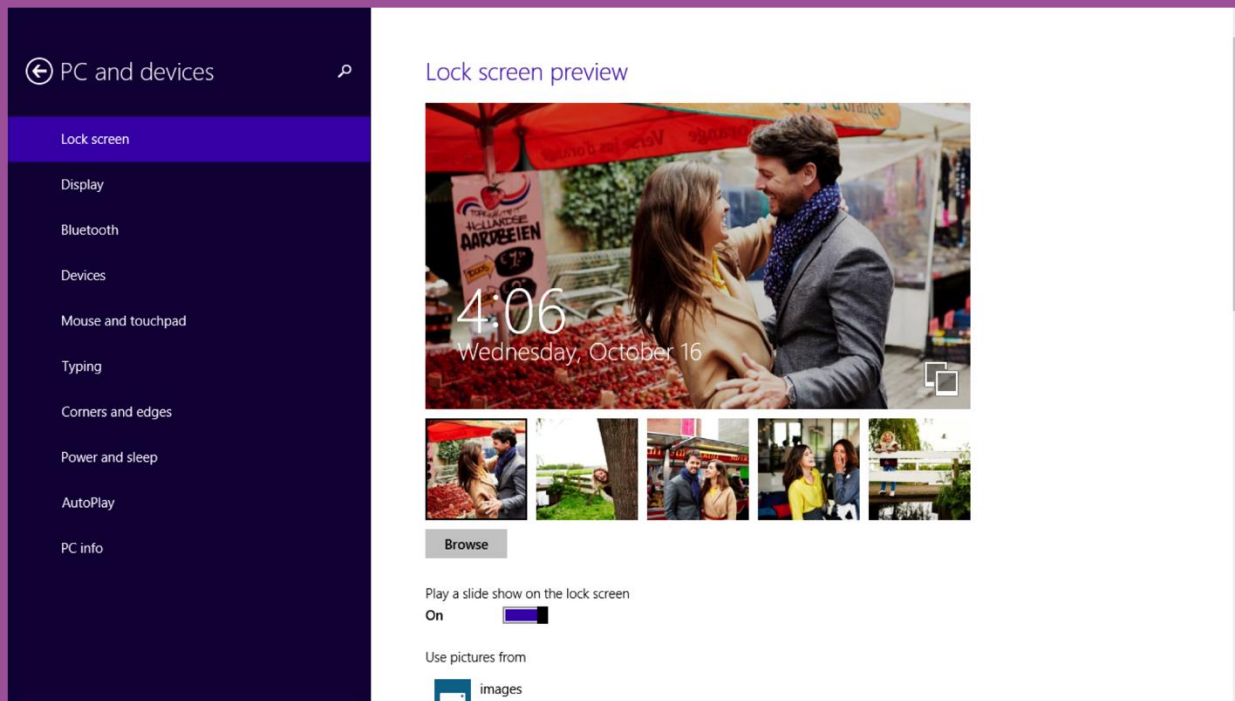 PC and devices
Lock screen
Display
Bluetooth
Devices
Mouse and touchpad
Typing
Corners and edges
Power and sleep
AutoPlay
PC info
Lock screen preview
TOPKWALITEIT
HOLLANDSE
AARDBEIEN
4:06
Wednesday, October 16
Browse
Play a slide show on the lock screen
On
Use pictures from
images